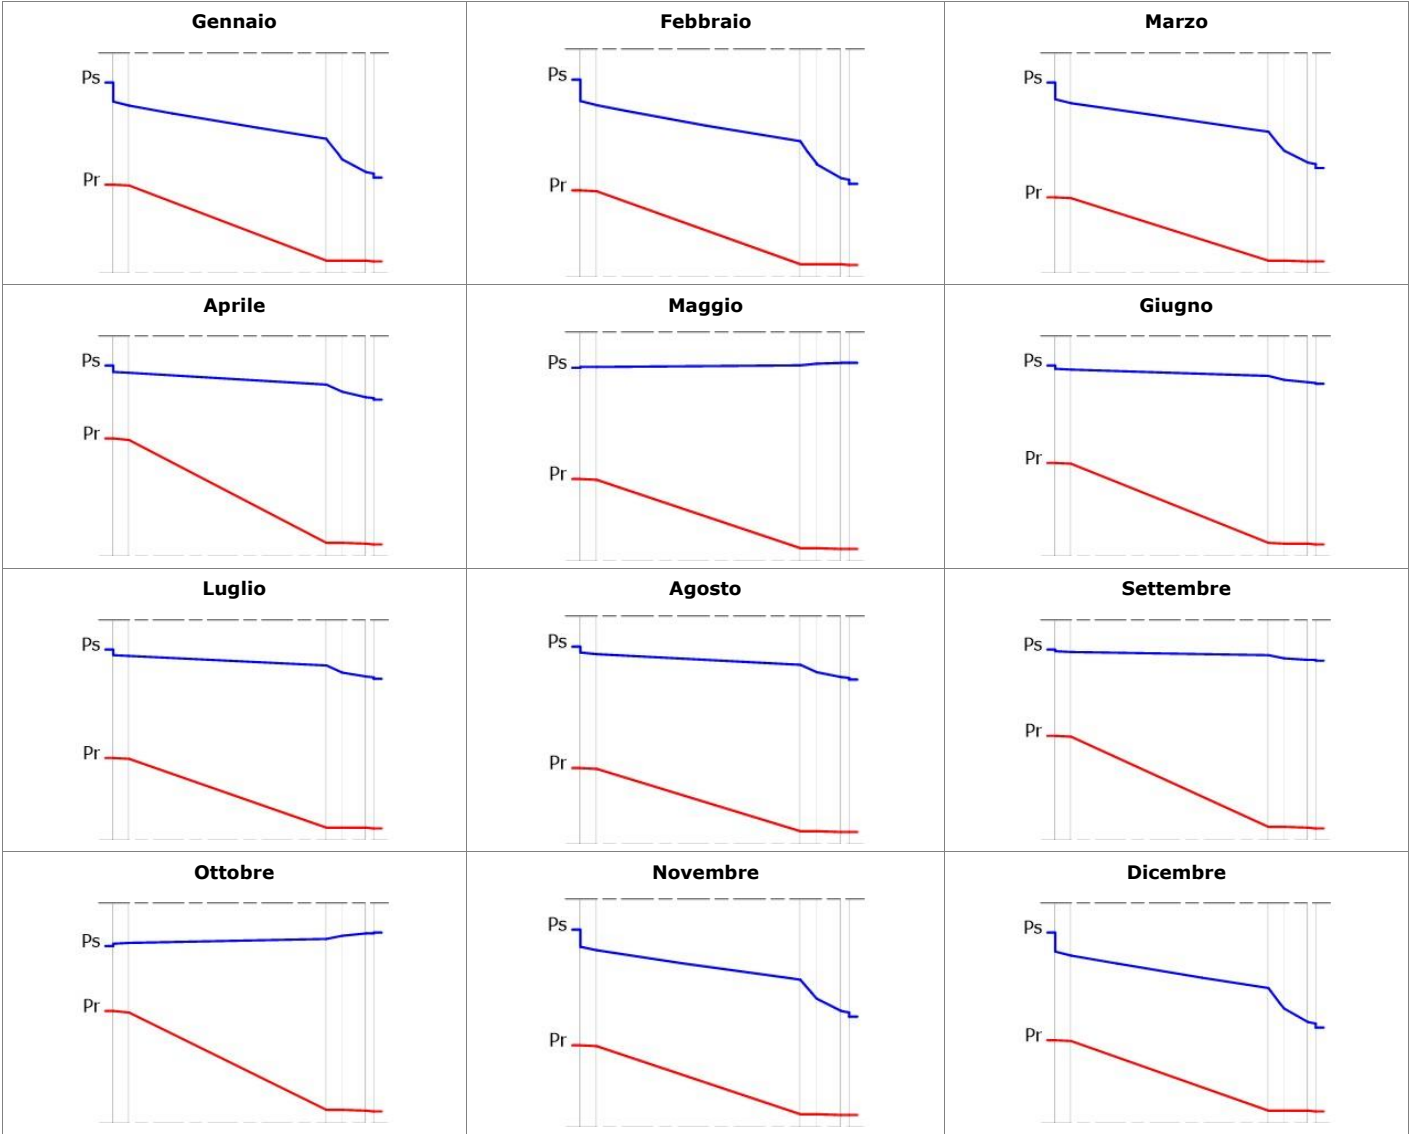 Gennaio
Febbraio
Marzo
Ps
Pr
Ps
Pr
Ps
Pr
Aprile
Maggio
Giugno
Ps
Pr
Ps
Pr
Ps
Pr
Luglio
Agosto
Settembre
Ps
Pr
Ps
Pr
Ps
Pr
Ottobre
Novembre
Dicembre
Ps
Pr
Ps
Pr
Ps
Pr